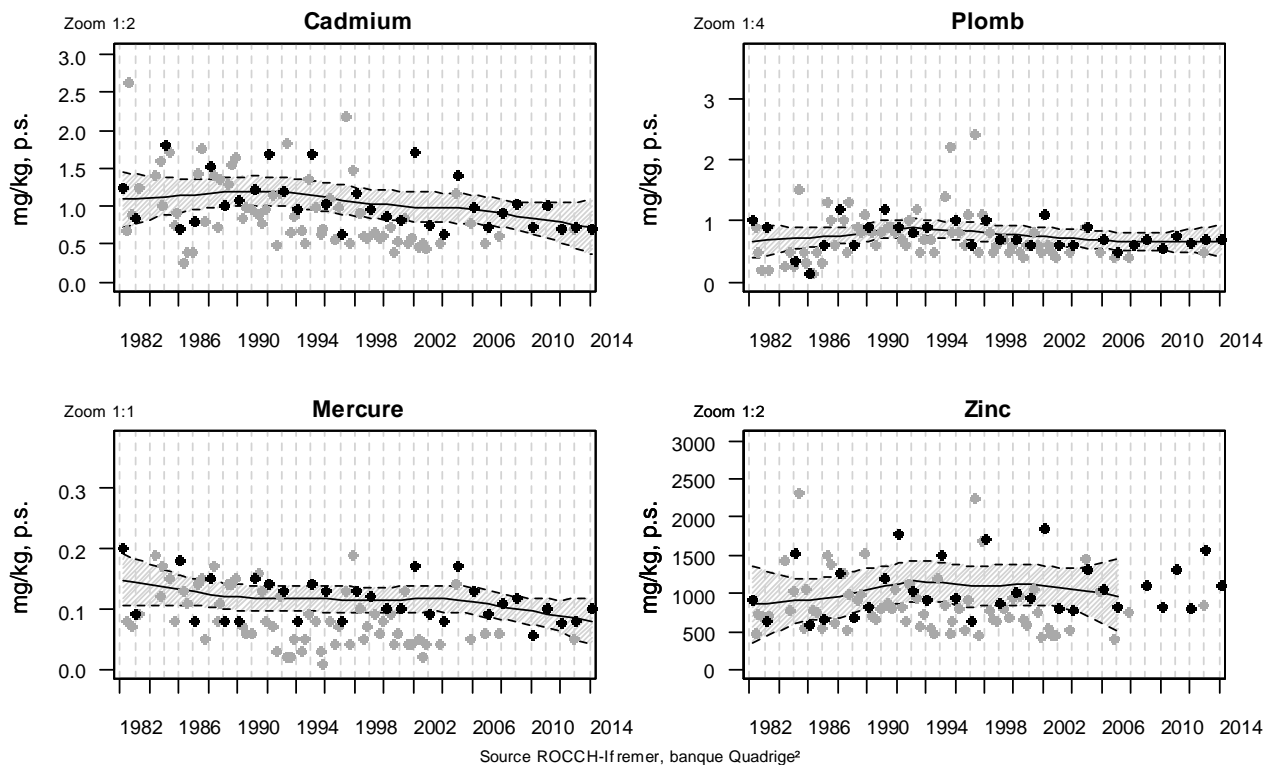 Zoom 1:2
Cadmium
mg/kg, p.s.
3.0
2.5
2.0
1.5
1.0
0.5
0.0
1982 1986 1990 1994 1998 2002 2006 2010 2014
Zoom 1:4
Plomb
mg/kg, p.s.
3
2
1
0
1982 1986 1990 1994 1998 2002 2006 2010 2014
Zoom 1:1
Mercure
mg/kg, p.s.
0.3
0.2
0.1
0.0
1982 1986 1990 1994 1998 2002 2006 2010 2014
Zoom 1:2
Zinc
mg/kg, p.s.
3000
2500
2000
1500
1000
500
0
1982 1986 1990 1994 1998 2002 2006 2010 2014
Source ROCCH-Ifremer, banque Quadrige²